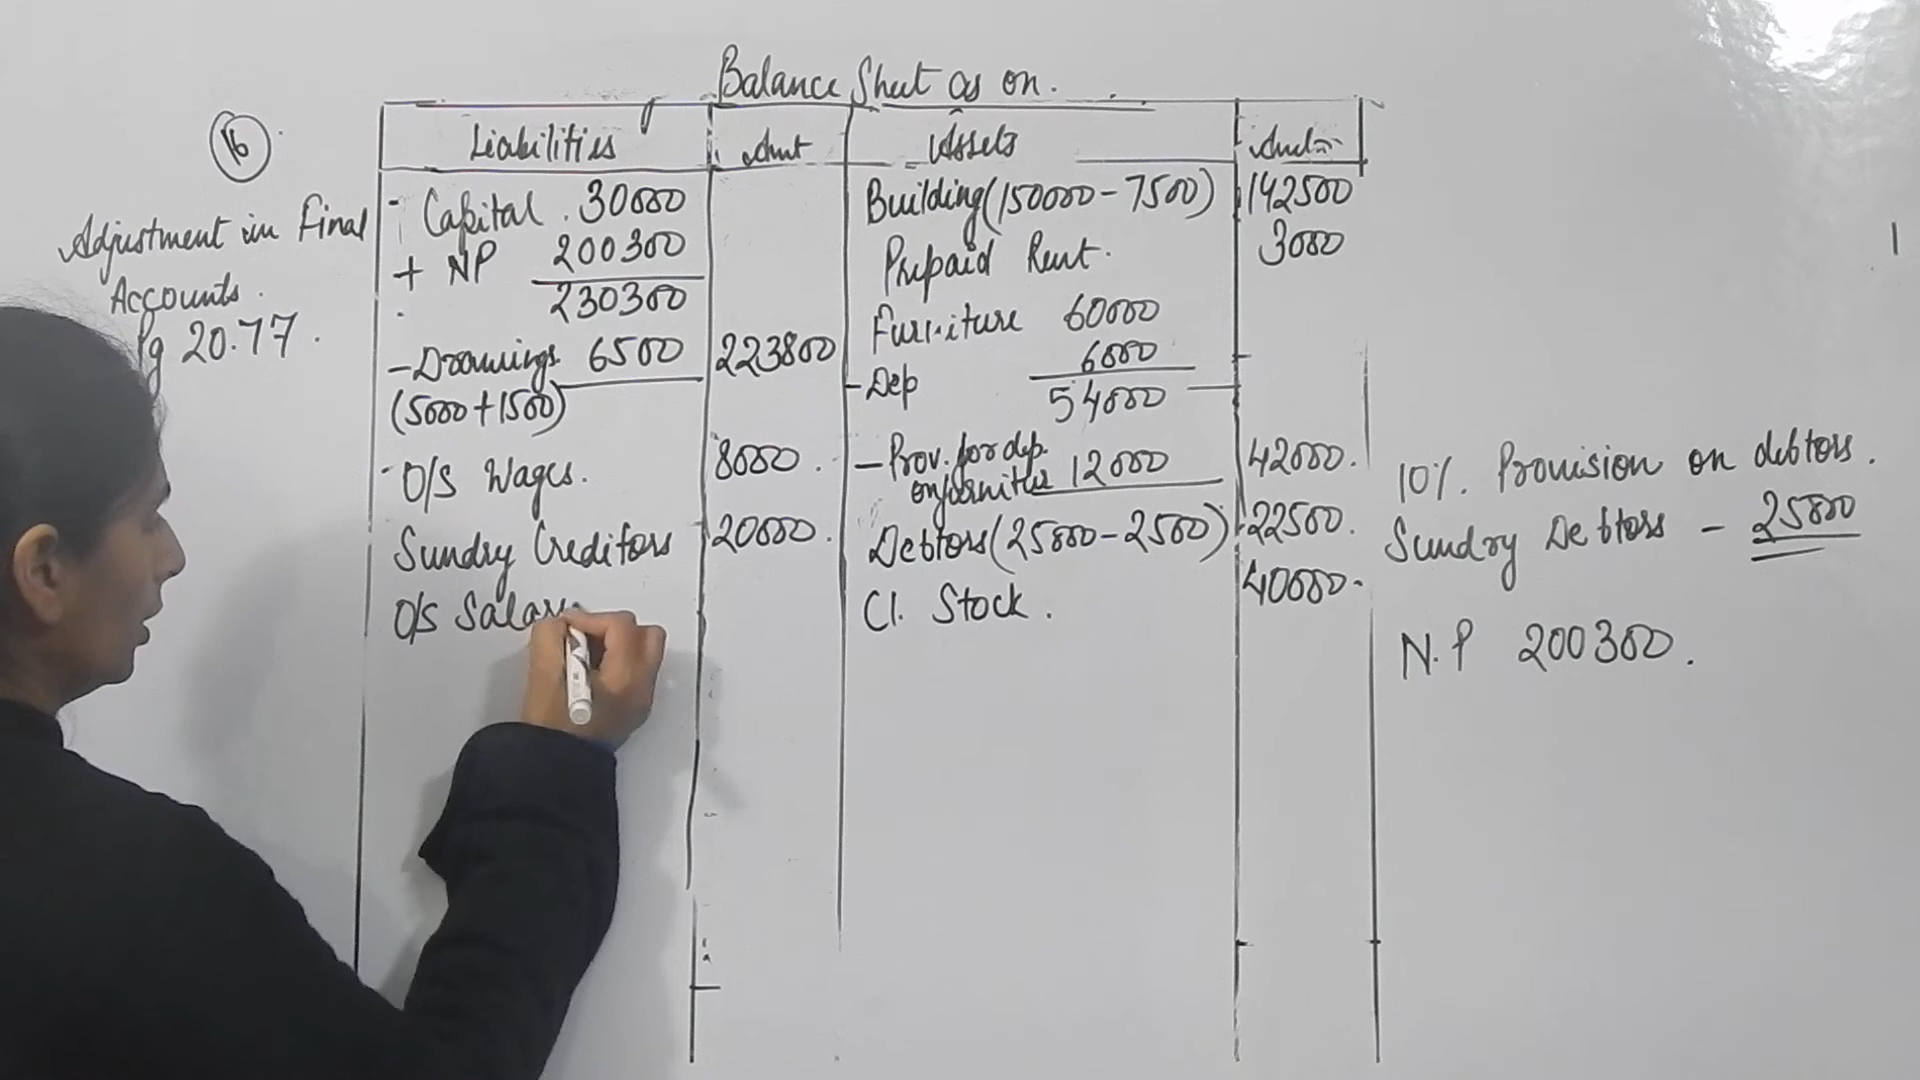 Balance Sheet as on.
16
Adjustment in Final
Accounts.
Pg 20.77.
Liabilities Amt Assets
Capital. 30000
+ NP 200300
230300
- Drawings 6500 223800
(5000+1500)
O/S Wages. 8000.
Sundry Creditors 20000.
O/S Salary
Building (150000 - 7500) 142500
Prepaid Rent. 3000
Furniture 60000
- Dep 6000
54000
- Prov. for dep. 42000.
on furniture 12000
Debtors (25000 - 2500) 22500.
Cl. Stock. 40000
10%. Provision on debtors.
Sundry Debtors - 25000
N.P 200300.